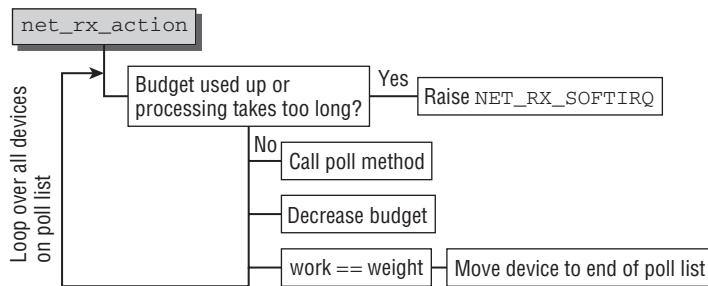 net_rx_action
Budget used up or
processing takes too long?
Yes
Raise NET_RX_SOFTIRQ
No
Call poll method
Decrease budget
work == weight
Move device to end of poll list
Loop over all devices
on poll list